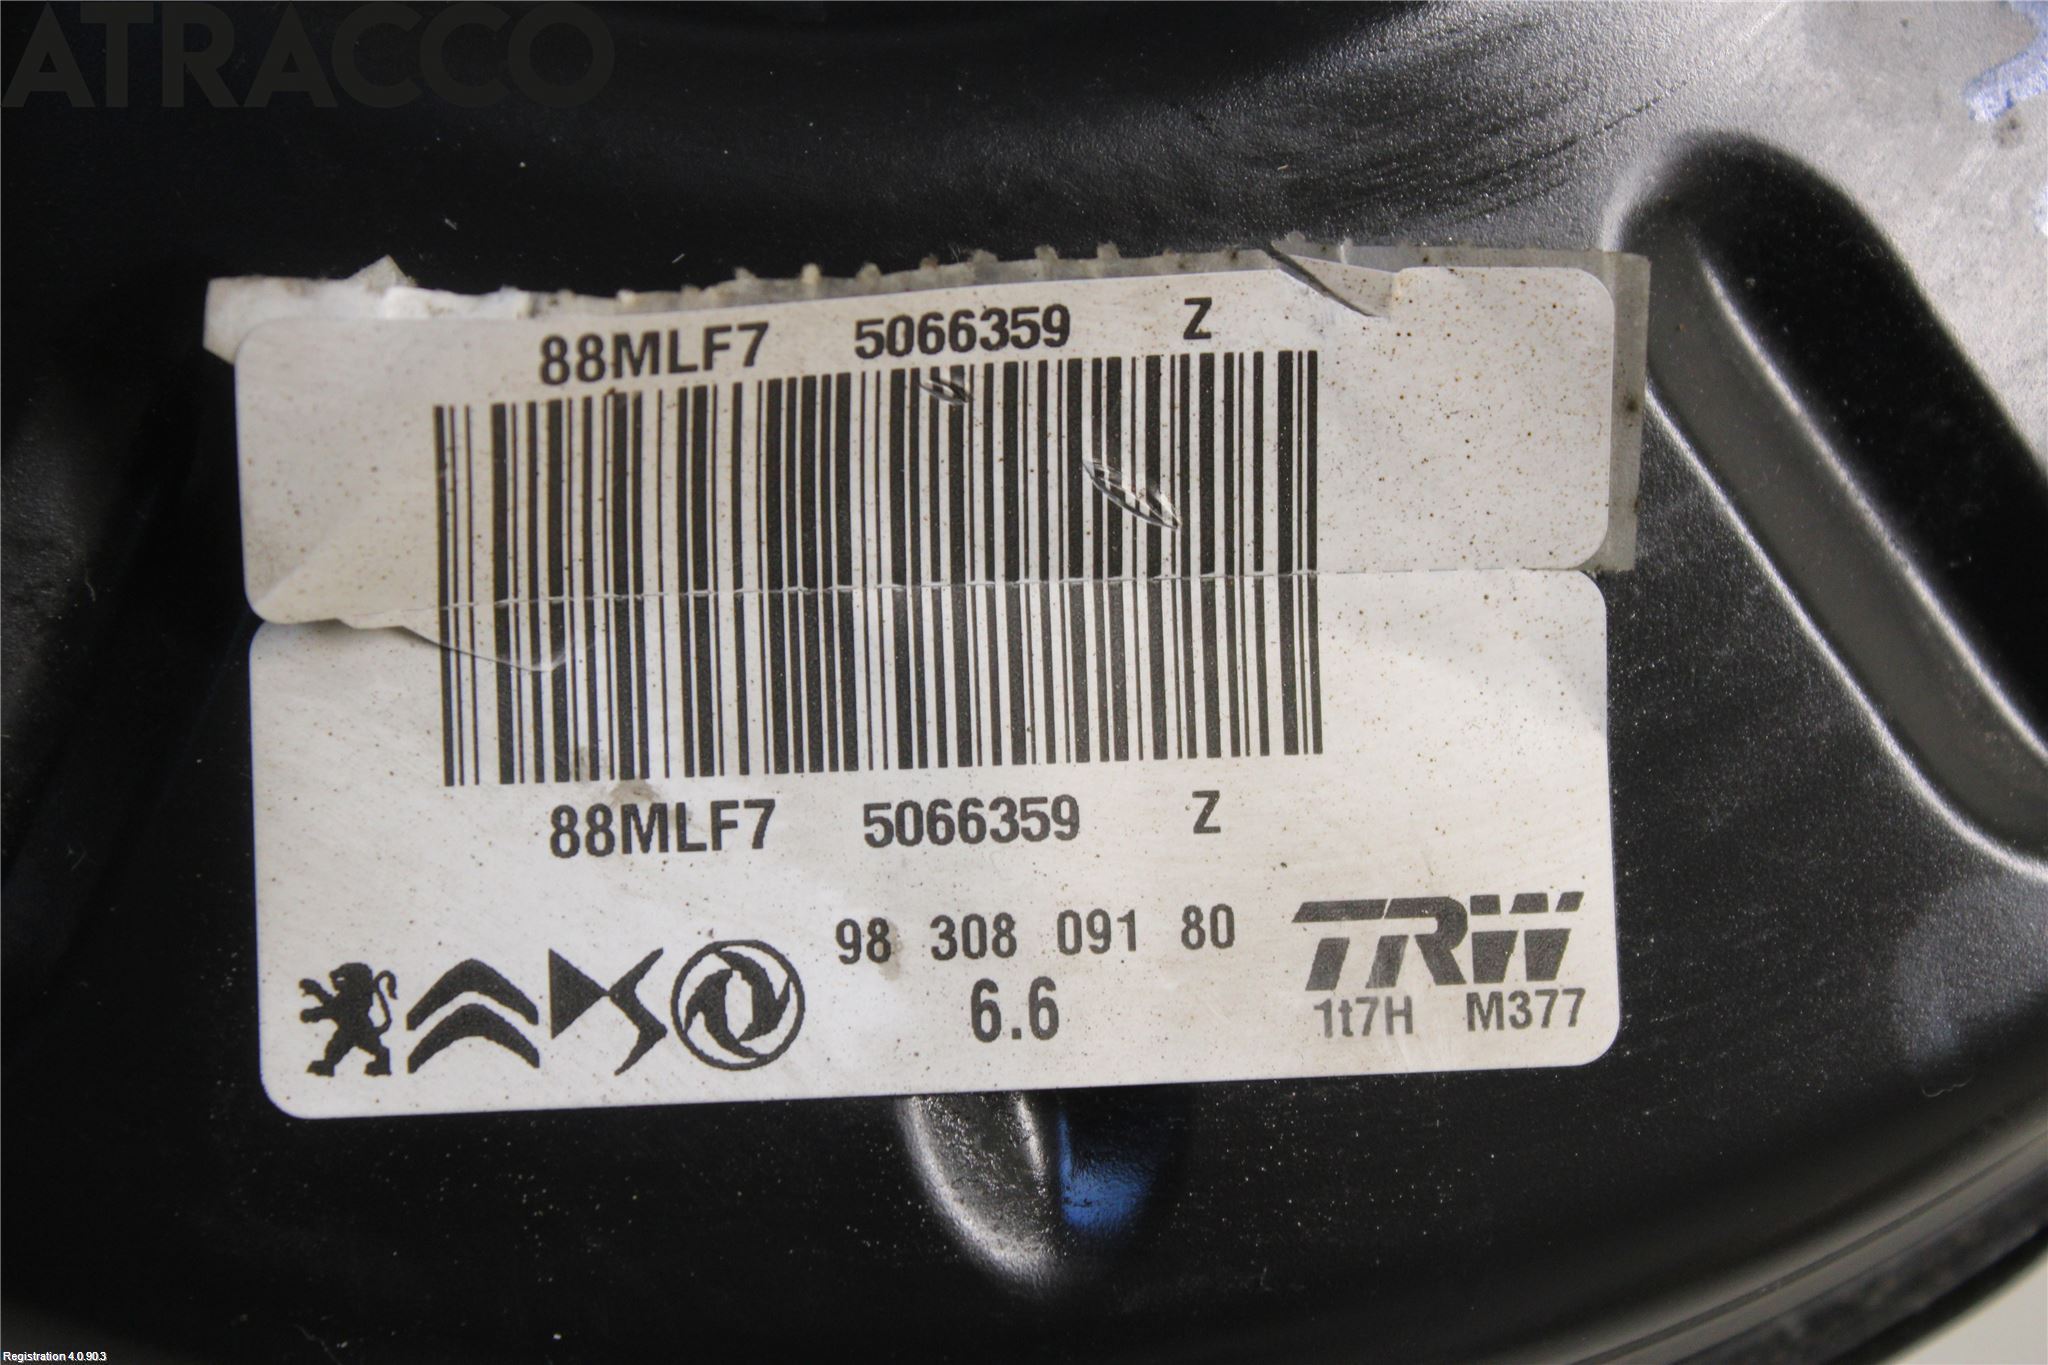 ATRACCO
88MLF7 5066359 Z
88MLF7 5066359 Z
98 308 091 80
6.6
TRW
1t7H M377
Registration 4.0.90.3